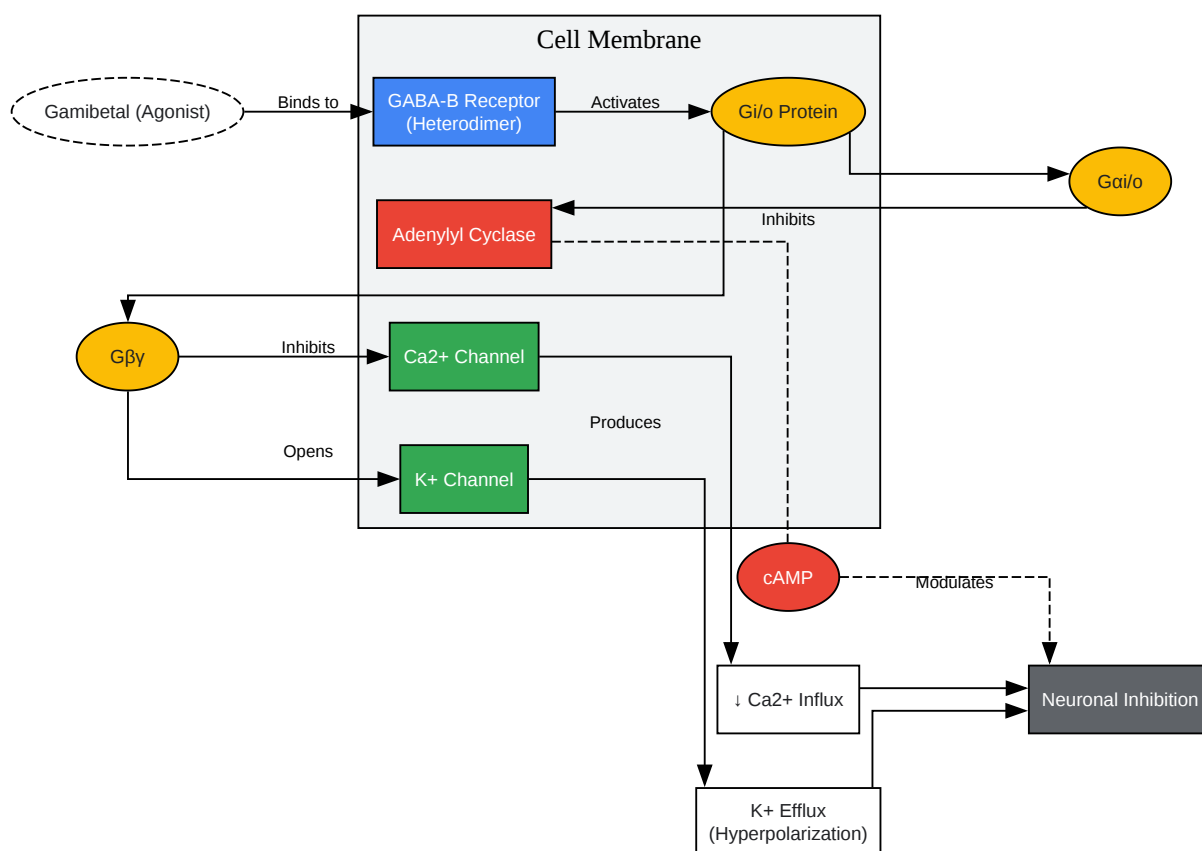 Cell Membrane
Gamibetal (Agonist)
Binds to
GABA-B Receptor
(Heterodimer)
Activates
Gi/o Protein
Gαi/o
Adenylyl Cyclase
Inhibits
Gβγ
Inhibits
Ca2+ Channel
Produces
Opens
K+ Channel
cAMP
Modulates
↓ Ca2+ Influx
Neuronal Inhibition
K+ Efflux
(Hyperpolarization)